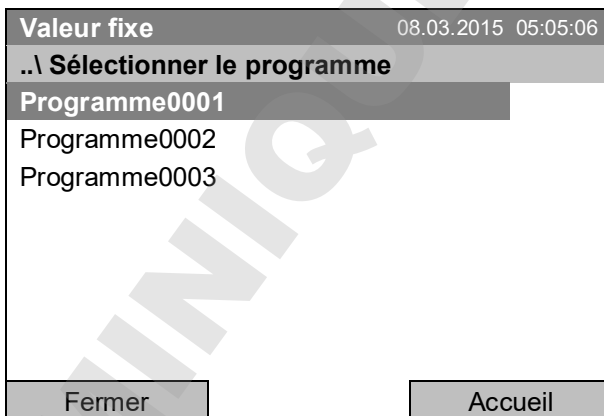 Valeur fixe 08.03.2015 05:05:06
..\ Sélectionner le programme
Programme0001
Programme0002
Programme0003
Fermer Accueil